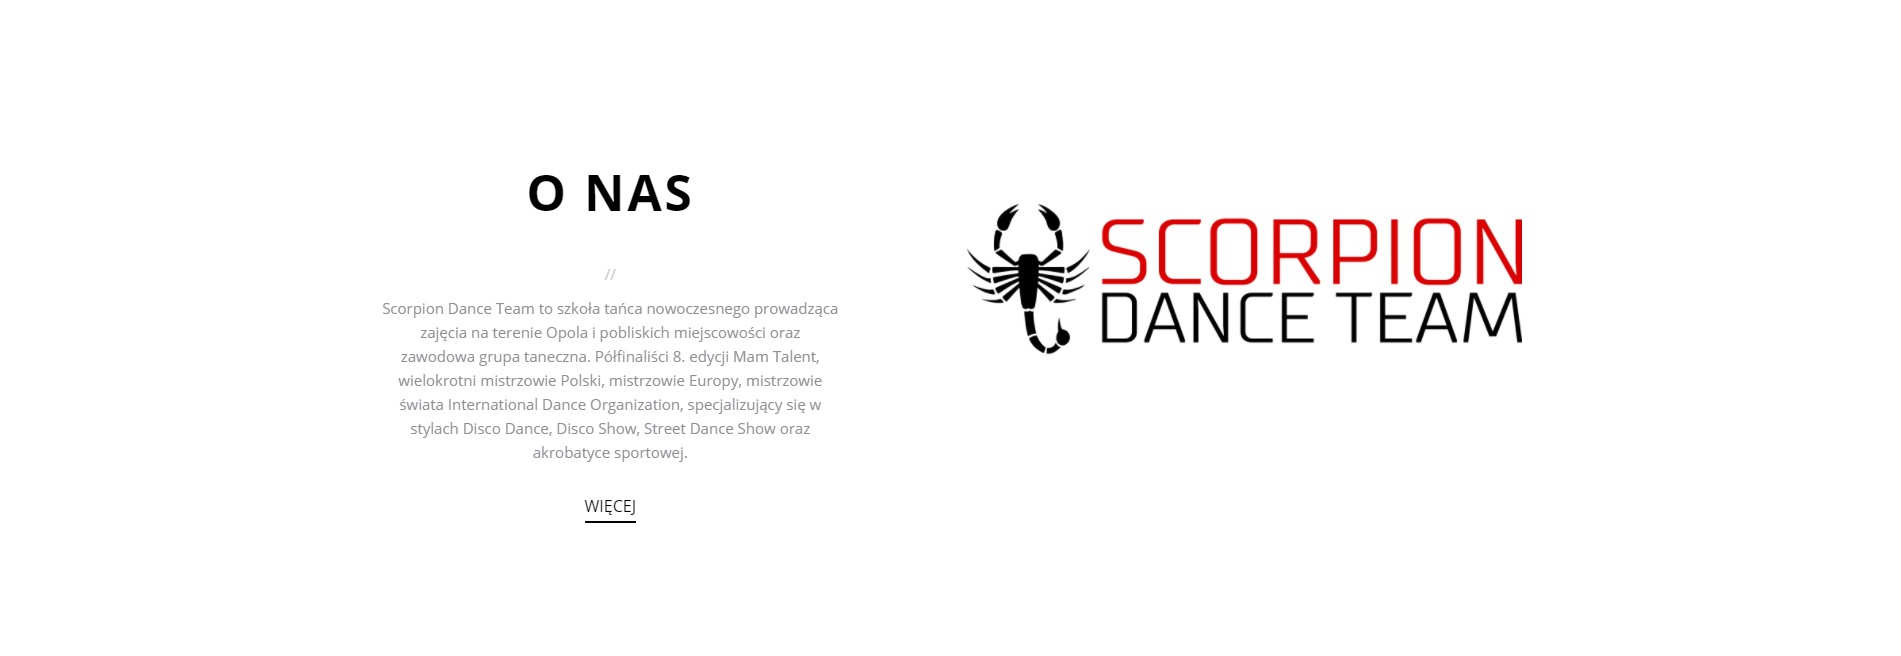 O NAS
//
Scorpion Dance Team to szkoła tańca nowoczesnego prowadząca
zajęcia na terenie Opola i pobliskich miejscowości oraz
zawodowa grupa taneczna. Półfinaliści 8. edycji Mam Talent,
wielokrotni mistrzowie Polski, mistrzowie Europy, mistrzowie
świata International Dance Organization, specjalizujący się w
stylach Disco Dance, Disco Show, Street Dance Show oraz
akrobatyce sportowej.
WIĘCEJ
SCORPION
DANCE TEAM